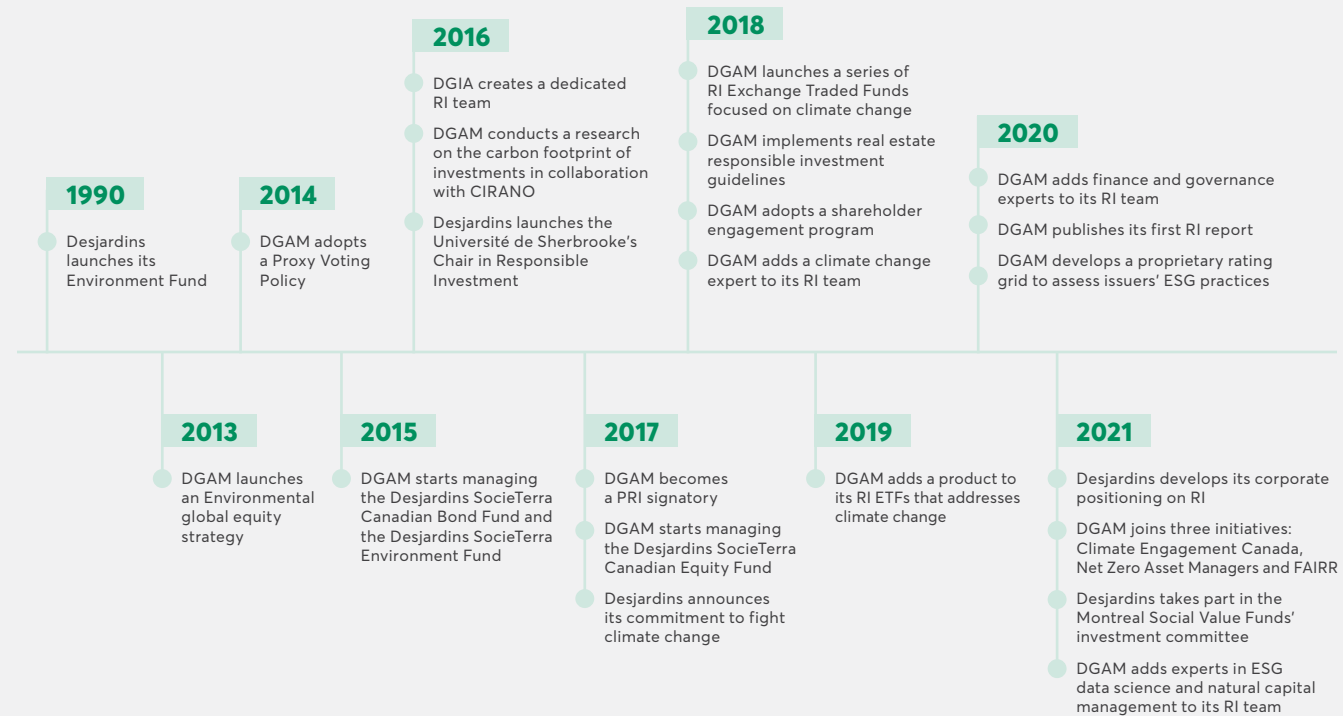 1990
Desjardins
launches its
Environment Fund
2013
DGAM launches
an Environmental
global equity
strategy
2014
DGAM adopts
a Proxy Voting
Policy
2015
DGAM starts managing
the Desjardins SocieTerra
Canadian Bond Fund and
the Desjardins SocieTerra
Environment Fund
2016
DGIA creates a dedicated
RI team
DGAM conducts a research
on the carbon footprint of
investments in collaboration
with CIRANO
Desjardins launches the
Université de Sherbrooke's
Chair in Responsible
Investment
2017
DGAM becomes
a PRI signatory
DGAM starts managing
the Desjardins SocieTerra
Canadian Equity Fund
Desjardins announces
its commitment to fight
climate change
2018
DGAM launches a series of
RI Exchange Traded Funds
focused on climate change
DGAM implements real estate
responsible investment
guidelines
DGAM adopts a shareholder
engagement program
DGAM adds a climate change
expert to its RI team
2019
DGAM adds a product to
its RI ETFs that addresses
climate change
2020
DGAM adds finance and governance
experts to its RI team
DGAM publishes its first RI report
DGAM develops a proprietary rating
grid to assess issuers' ESG practices
2021
Desjardins develops its corporate
positioning on RI
DGAM joins three initiatives:
Climate Engagement Canada,
Net Zero Asset Managers and FAIRR
Desjardins takes part in the
Montreal Social Value Funds'
investment committee
DGAM adds experts in ESG
data science and natural capital
management to its RI team